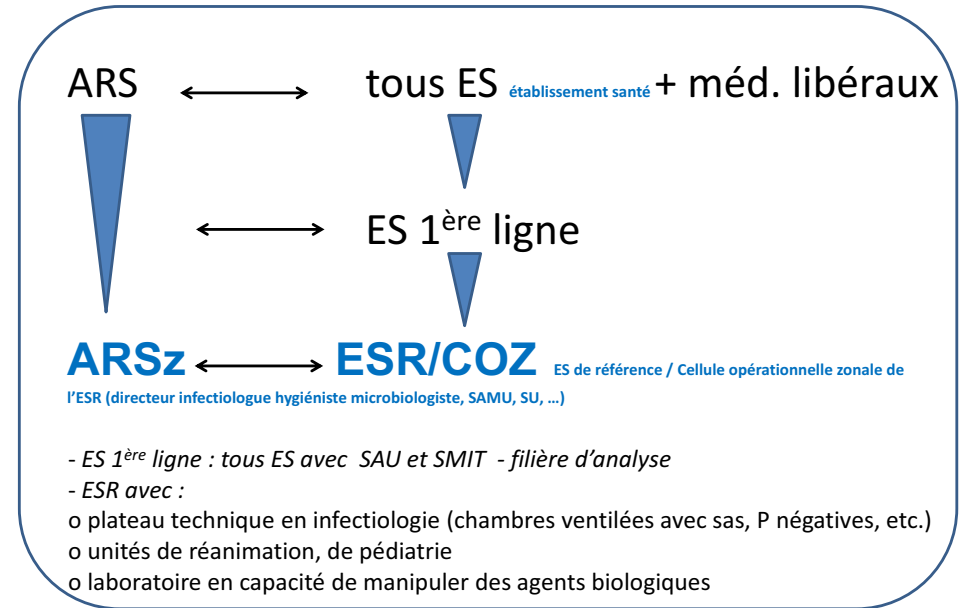 ARS tous ES établissement santé + méd. libéraux
ES 1ère ligne
ARSz ESR/COZ ES de référence / Cellule opérationnelle zonale de
l’ESR (directeur infectiologue hygiéniste microbiologiste, SAMU, SU, …)
- ES 1ère ligne : tous ES avec SAU et SMIT - filière d’analyse
- ESR avec :
o plateau technique en infectiologie (chambres ventilées avec sas, P négatives, etc.)
o unités de réanimation, de pédiatrie
o laboratoire en capacité de manipuler des agents biologiques